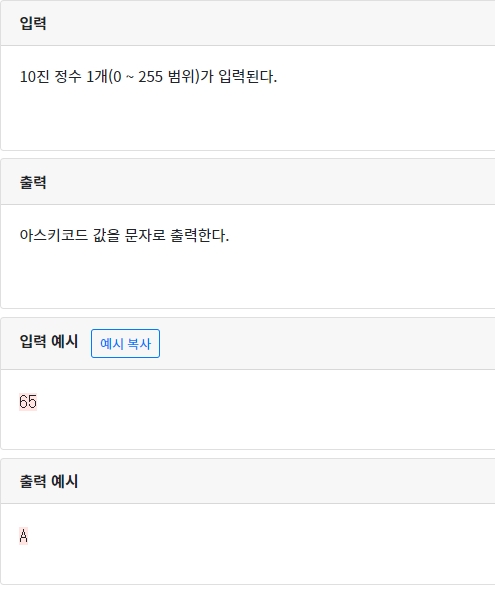 입력
10진 정수 1개(0 ~ 255 범위)가 입력된다.
출력
아스키코드 값을 문자로 출력한다.
입력 예시 예시 복사
65
출력 예시
A